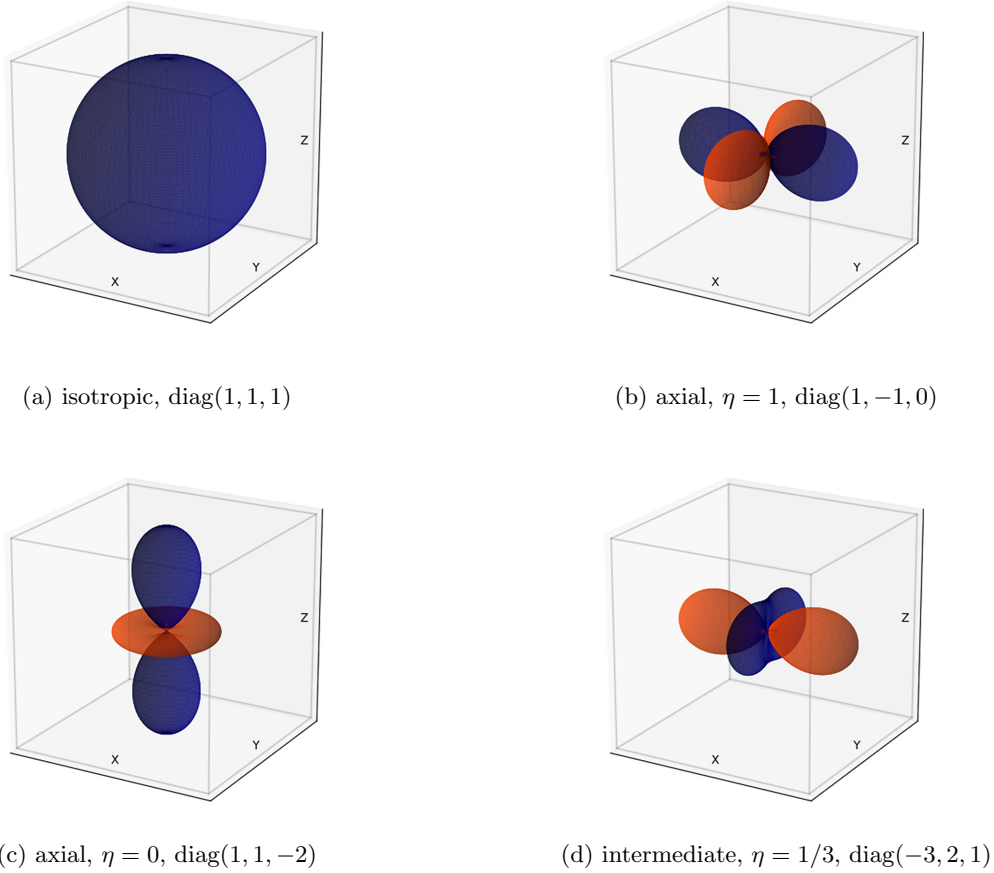 Z
Y
X
Z
Y
X
(a) isotropic, diag(1, 1, 1)
(b) axial, η = 1, diag(1, −1, 0)
Z
Y
X
Z
Y
X
(c) axial, η = 0, diag(1, 1, −2)
(d) intermediate, η = 1/3, diag(−3, 2, 1)